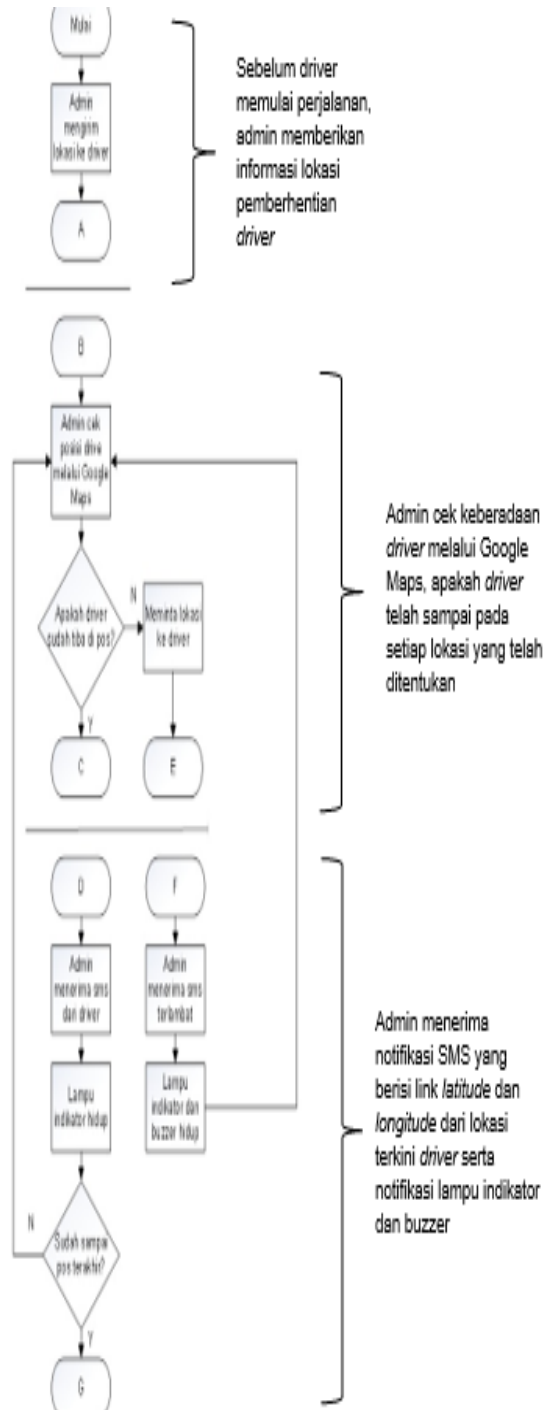 Mulai
Admin
mengirim
lokasi ke driver
A
Sebelum driver
memulai perjalanan,
admin memberikan
informasi lokasi
pemberhentian
driver
B
Admin cek
posisi drive
melalui Google
Maps
Apakah driver
sudah tiba di pos?
N
Meminta lokasi
ke driver
Y
C
E
Admin cek keberadaan
driver melalui Google
Maps, apakah driver
telah sampai pada
setiap lokasi yang telah
ditentukan
D
F
Admin
menerima sms
dari driver
Admin
menerima sms
terlambat
Lampu
indikator hidup
Lampu
indikator dan
buzzer hidup
N
Sudah sampai
pos terakhir?
Y
G
Admin menerima
notifikasi SMS yang
berisi link latitude dan
longitude dari lokasi
terkini driver serta
notifikasi lampu indikator
dan buzzer